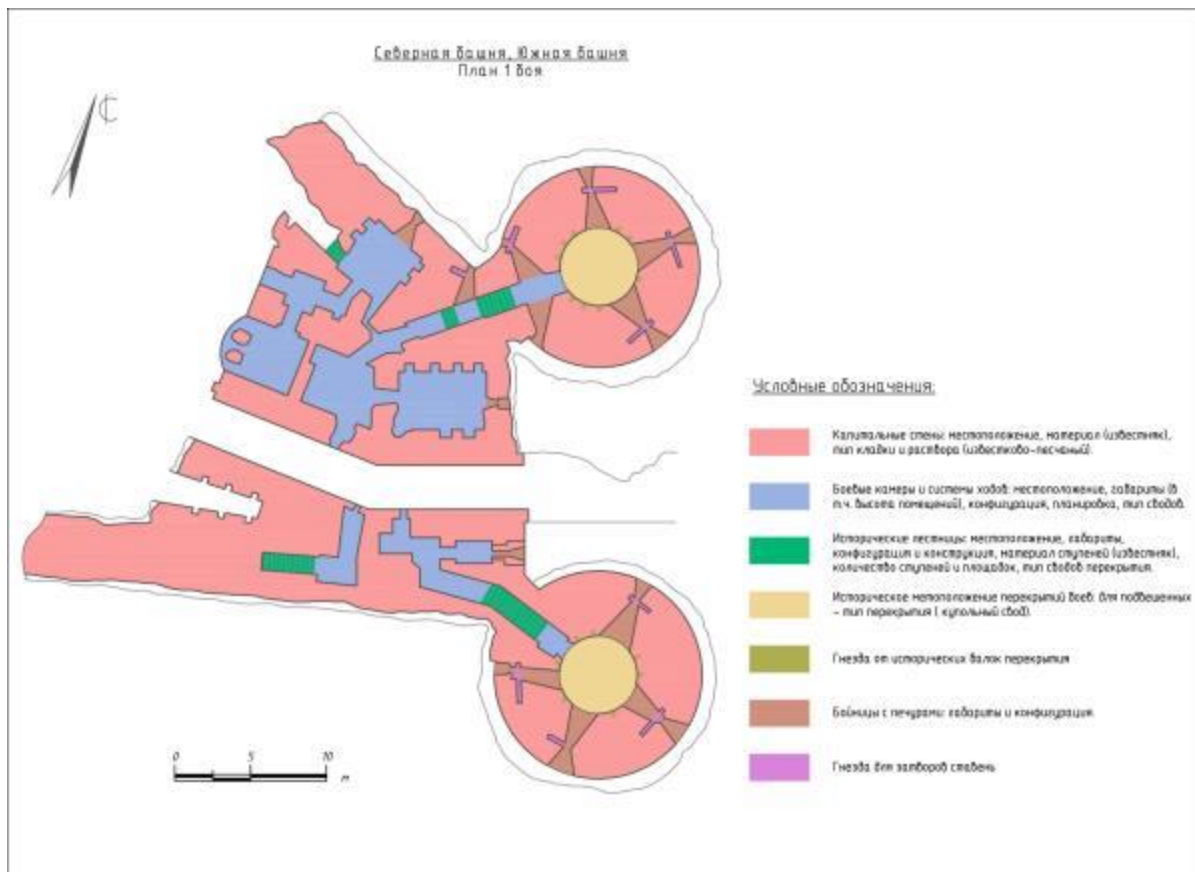 Северная башня, Южная башня
План 1 боя
С
Условные обозначения:
Капитальные стены: местоположение, материал (известняк),
тип кладки и раствора (известково-песчаный).
Боевые камеры и системы ходов: местоположение, габариты (в
т.ч. высота помещений), конфигурация, планировка, тип сводов.
Исторические лестницы: местоположение, габариты,
конфигурация и конструкция, материал ступеней (известняк),
количество ступеней и площадок, тип сводов перекрытия.
Историческое метоположение перекрытий боев: для подвешенных
- тип перекрытия ( купольный свод).
Гнезда от исторических балок перекрытия
Бойницы с печурами: габариты и конфигурация
Гнезда для затворов ставень
0 5 10
м